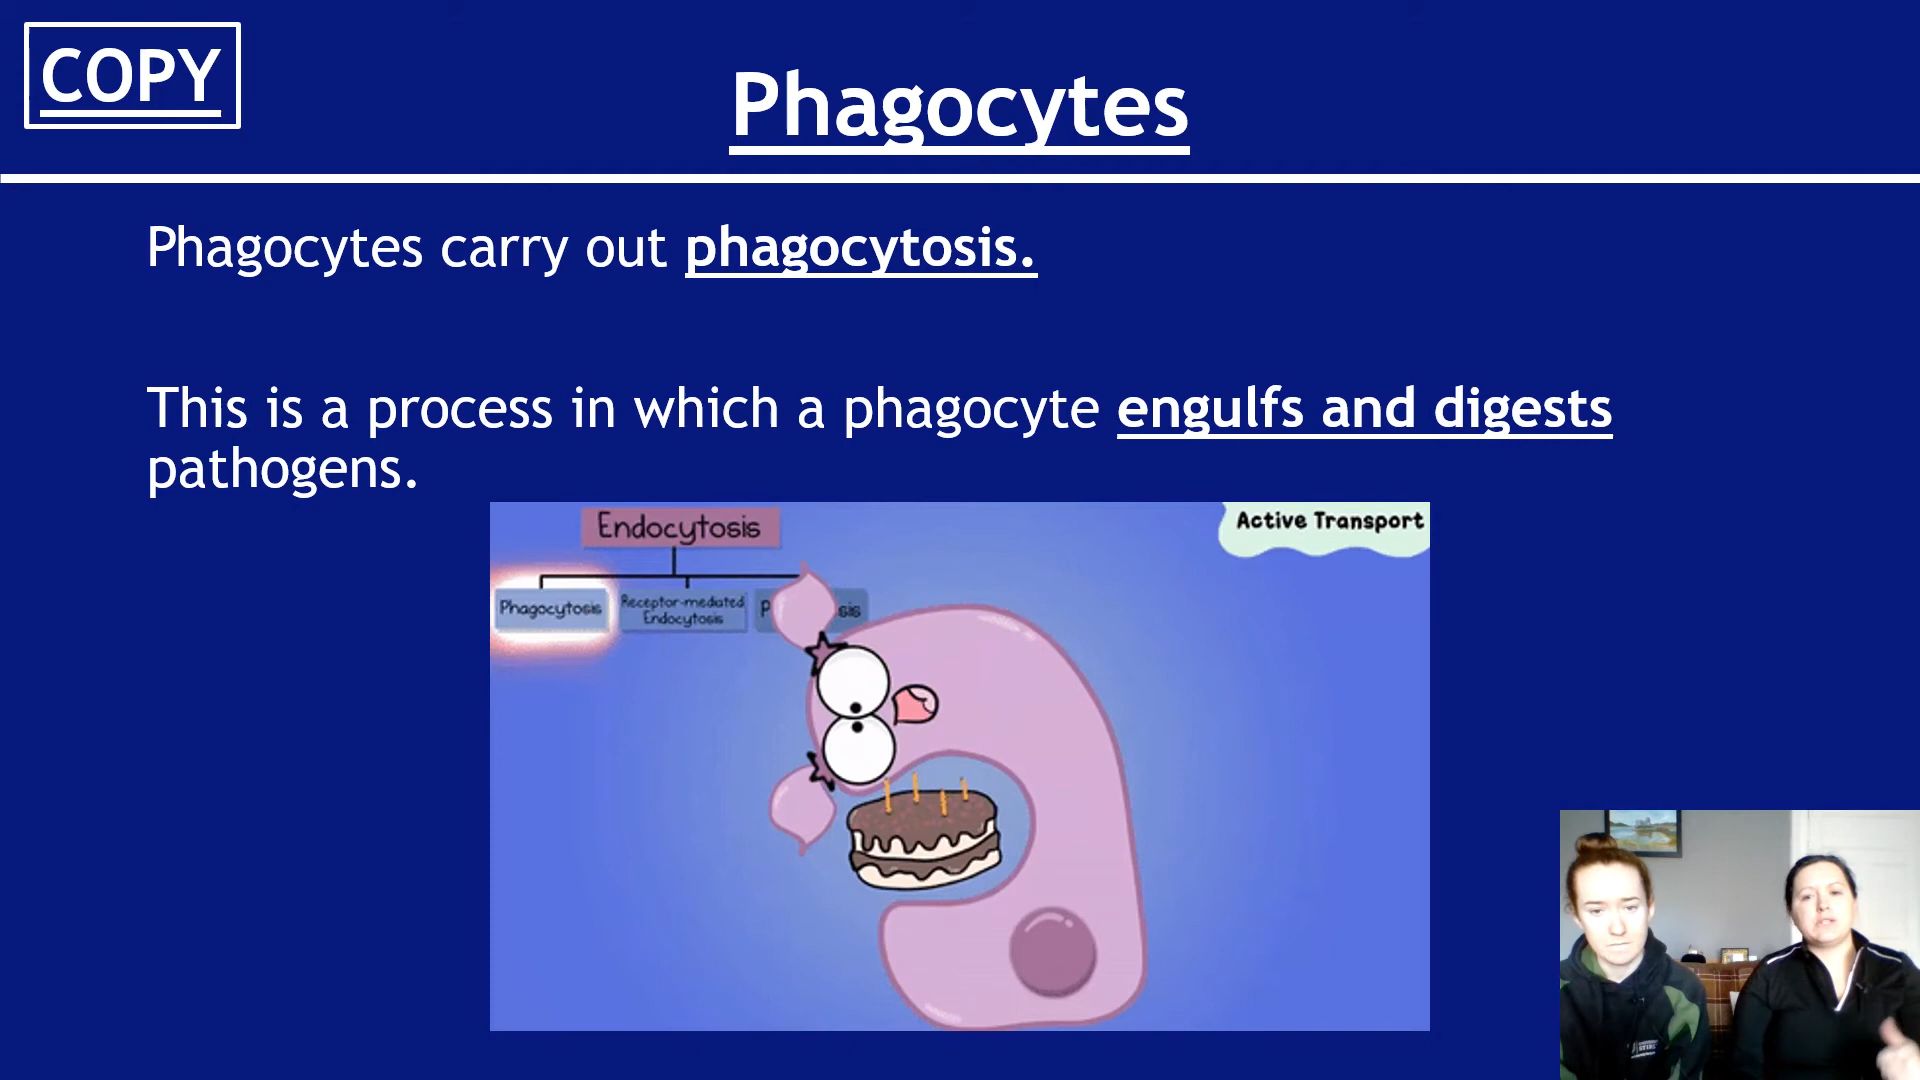 COPY
Phagocytes
Phagocytes carry out phagocytosis.
This is a process in which a phagocyte engulfs and digests
pathogens.
Endocytosis
Active Transport
Phagocytosis
Receptor-mediated
Endocytosis